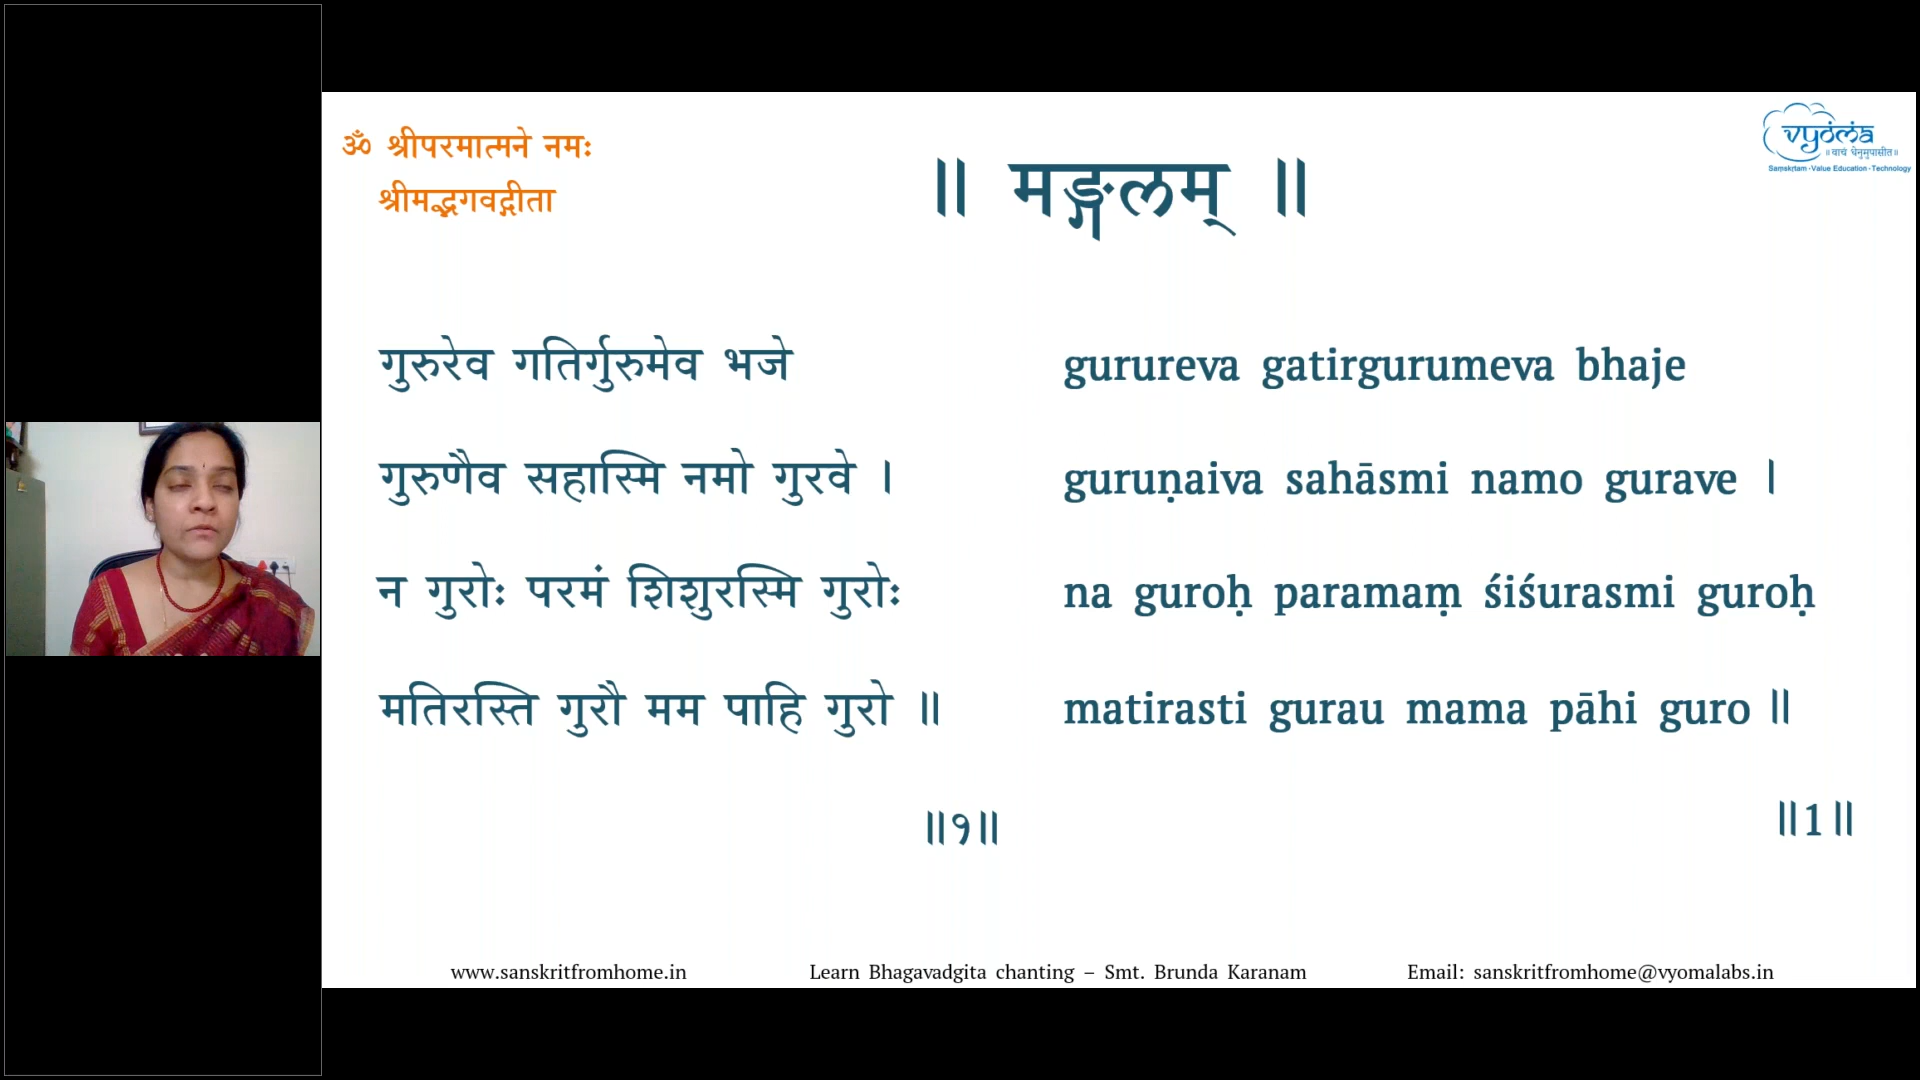 ॐ श्रीपरमात्मने नमः
श्रीमद्भगवद्गीता
॥ मङ्गलम् ॥
vyoma
॥ वाचं धेनुमुपासीत॥
Saṃskṛtam - Value Education - Technology
गुरुरेव गतिर्गुरुमेव भजे
गुरुणैव सहास्मि नमो गुरवे ।
न गुरोः परमं शिशुरस्मि गुरोः
मतिरस्ति गुरौ मम पाहि गुरो ॥
॥१॥
gurureva gatirgurumeva bhaje
guruṇaiva sahāsmi namo gurave ।
na guroḥ paramaṃ śiśurasmi guroḥ
matirasti gurau mama pāhi guro ॥
॥1॥
www.sanskritfromhome.in
Learn Bhagavadgita chanting – Smt. Brunda Karanam
Email: sanskritfromhome@vyomalabs.in